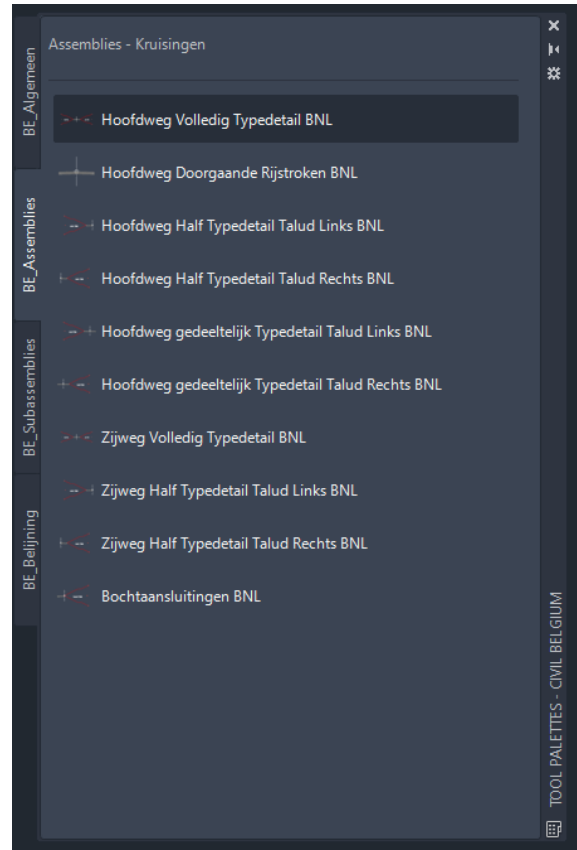 Assemblies - Kruisingen
Hoofdweg Volledig Typedetail BNL
Hoofdweg Doorgaande Rijstroken BNL
Hoofdweg Half Typedetail Talud Links BNL
Hoofdweg Half Typedetail Talud Rechts BNL
Hoofdweg gedeeltelijk Typedetail Talud Links BNL
Hoofdweg gedeeltelijk Typedetail Talud Rechts BNL
Zijweg Volledig Typedetail BNL
Zijweg Half Typedetail Talud Links BNL
Zijweg Half Typedetail Talud Rechts BNL
Bochtaansluitingen BNL
BE_Algemeen
BE_Assemblies
BE_Subassemblies
BE_Belijning
TOOL PALETTES - CIVIL BELGIUM